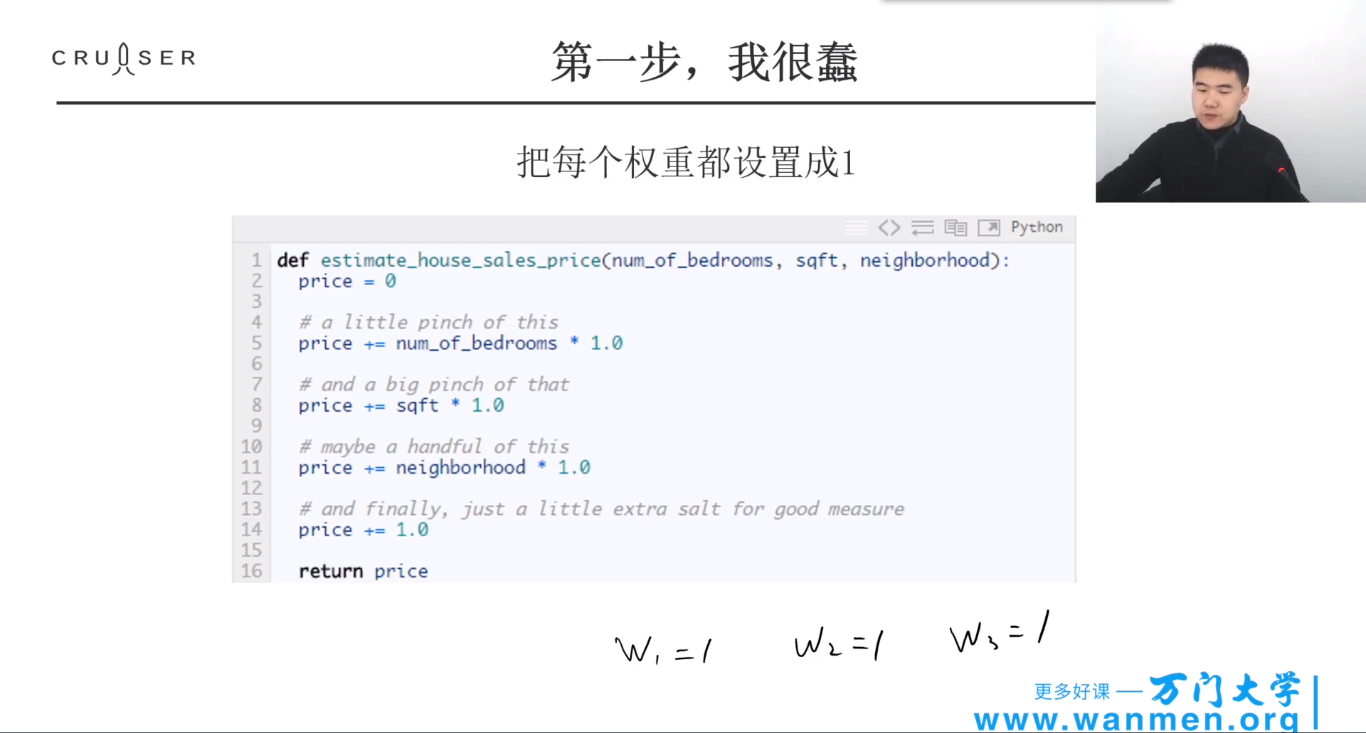 CRUISER
第一步，我很蠢
把每个权重都设置成1
Python
1 def estimate_house_sales_price(num_of_bedrooms, sqft, neighborhood):
2 price = 0
3
4 # a little pinch of this
5 price += num_of_bedrooms * 1.0
6
7 # and a big pinch of that
8 price += sqft * 1.0
9
10 # maybe a handful of this
11 price += neighborhood * 1.0
12
13 # and finally, just a little extra salt for good measure
14 price += 1.0
15
16 return price
W₁=1 W₂=1 W₃=1
更多好课 — 万门大学
www.wanmen.org